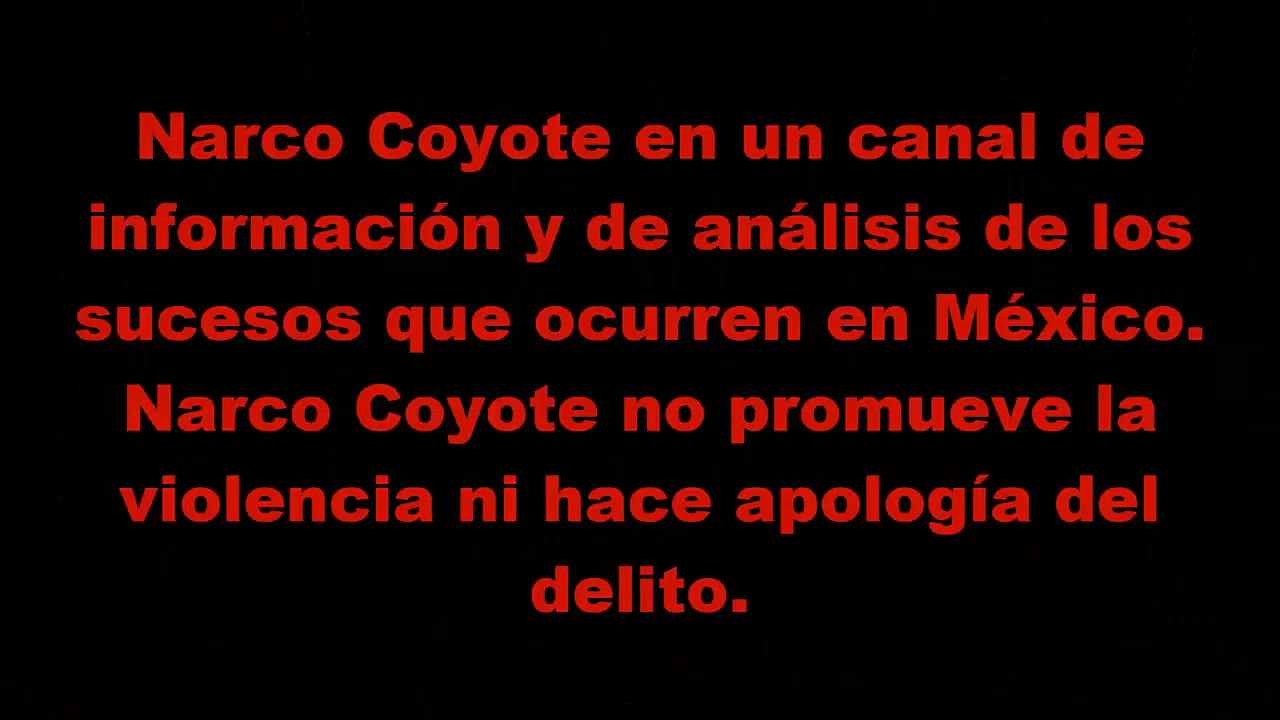 Narco Coyote en un canal de
información y de análisis de los
sucesos que ocurren en México.
Narco Coyote no promueve la
violencia ni hace apología del
delito.